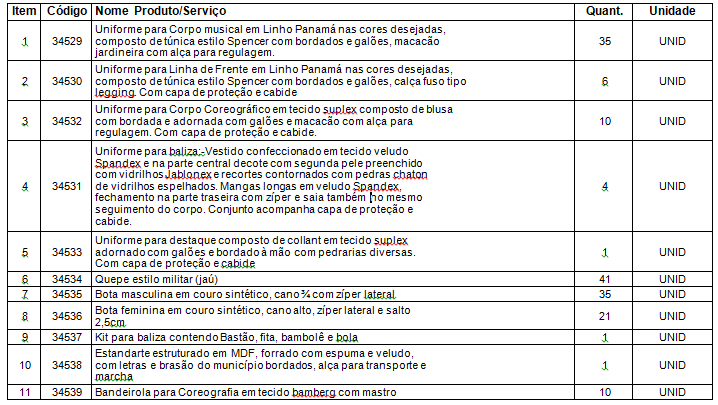 Item Código Nome Produto/Serviço Quant. Unidade
1 34529 Uniforme para Corpo musical em Linho Panamá nas cores desejadas,
composto de túnica estilo Spencer com bordados e galões, macacão
jardineira com alça para regulagem. 35 UNID
2 34530 Uniforme para Linha de Frente em Linho Panamá nas cores desejadas,
composto de túnica estilo Spencer com bordados e galões, calça fuso tipo
legging. Com capa de proteção e cabide 6 UNID
3 34532 Uniforme para Corpo Coreográfico em tecido suplex composto de blusa
com bordada e adornada com galões e macacão com alça para
regulagem. Com capa de proteção e cabide. 10 UNID
4 34531 Uniforme para baliza:-Vestido confeccionado em tecido veludo
Spandex e na parte central decote com segunda pele preenchido
com vidrilhos Jablonex e recortes contornados com pedras chaton
de vidrilhos espelhados. Mangas longas em veludo Spandex,
fechamento na parte traseira com zíper e saia também no mesmo
seguimento do corpo. Conjunto acompanha capa de proteção e
cabide. 4 UNID
5 34533 Uniforme para destaque composto de collant em tecido suplex
adornado com galões e bordado à mão com pedrarias diversas.
Com capa de proteção e cabide 1 UNID
6 34534 Quepe estilo militar (jaú) 41 UNID
7 34535 Bota masculina em couro sintético, cano ¾ com zíper lateral 35 UNID
8 34536 Bota feminina em couro sintético, cano alto, zíper lateral e salto
2,5cm 21 UNID
9 34537 Kit para baliza contendo Bastão, fita, bambolê e bola 1 UNID
10 34538 Estandarte estruturado em MDF, forrado com espuma e veludo,
com letras e brasão do município bordados, alça para transporte e
marcha 1 UNID
11 34539 Bandeirola para Coreografia em tecido bamberg com mastro 10 UNID